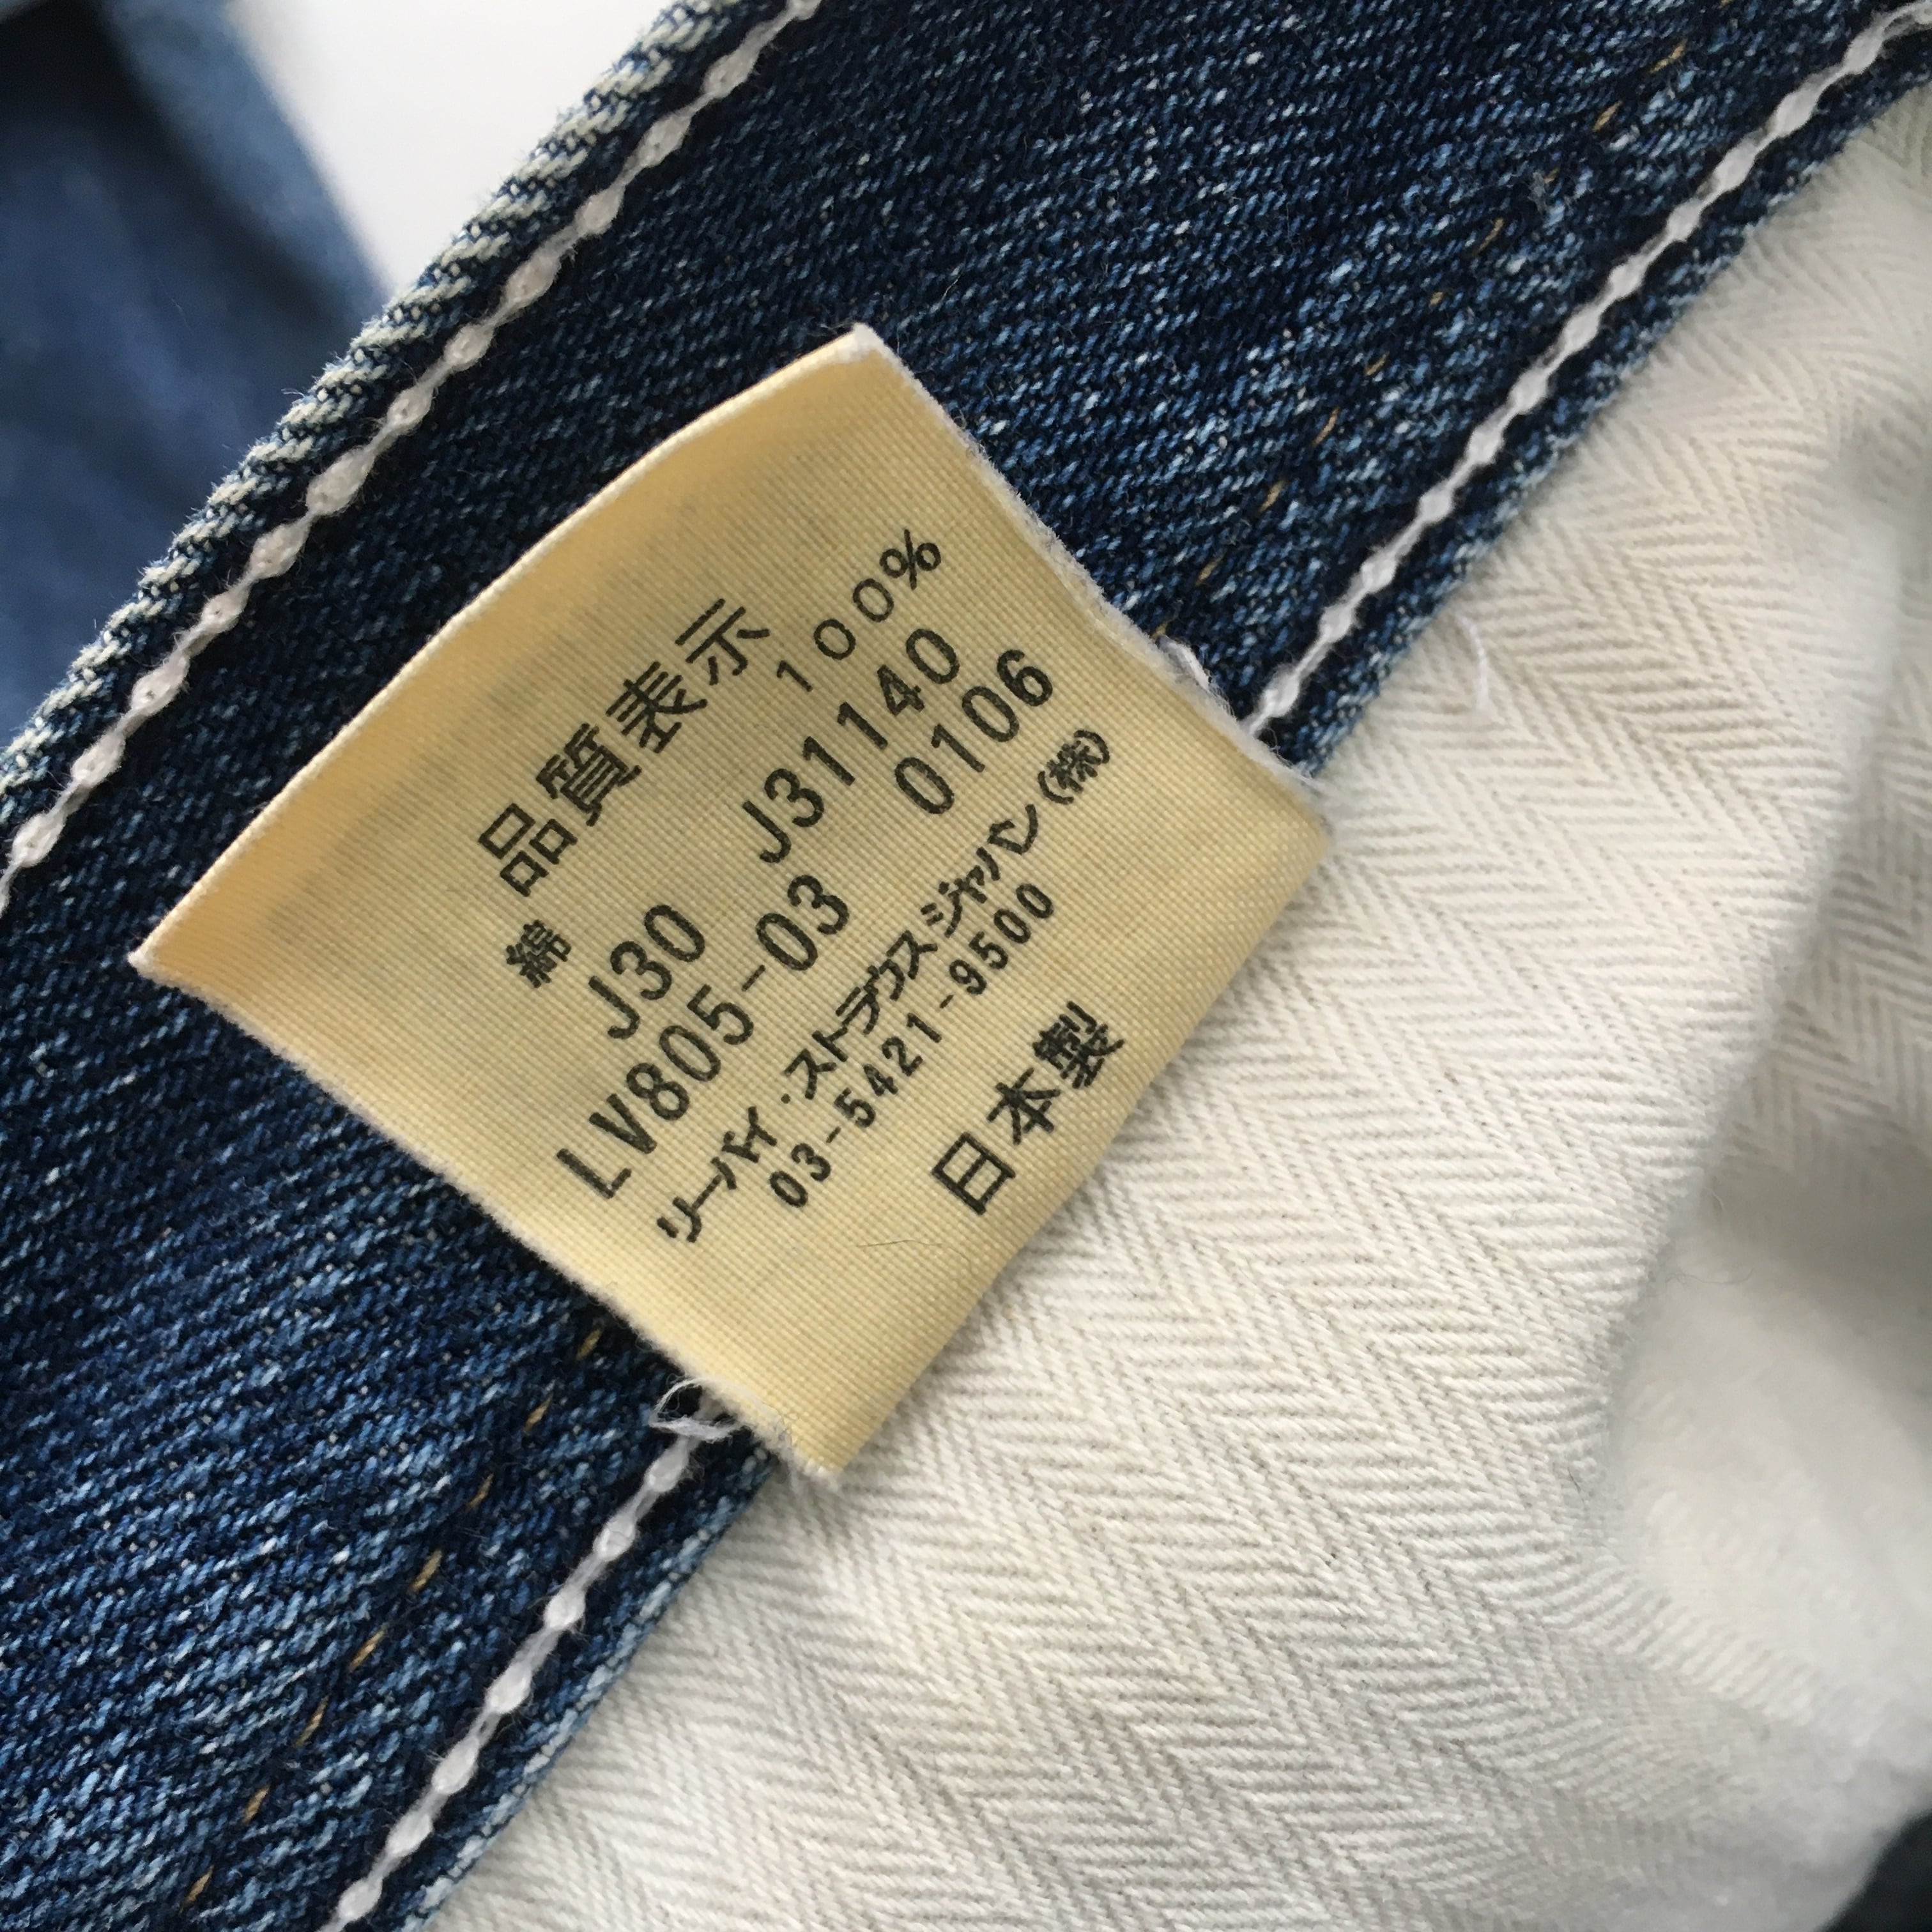 品質表示
綿 100%
J30 J31140
LV805-03 0106
リーバイ・ストラウス ジャパン(株)
03-5421-9500
日本製